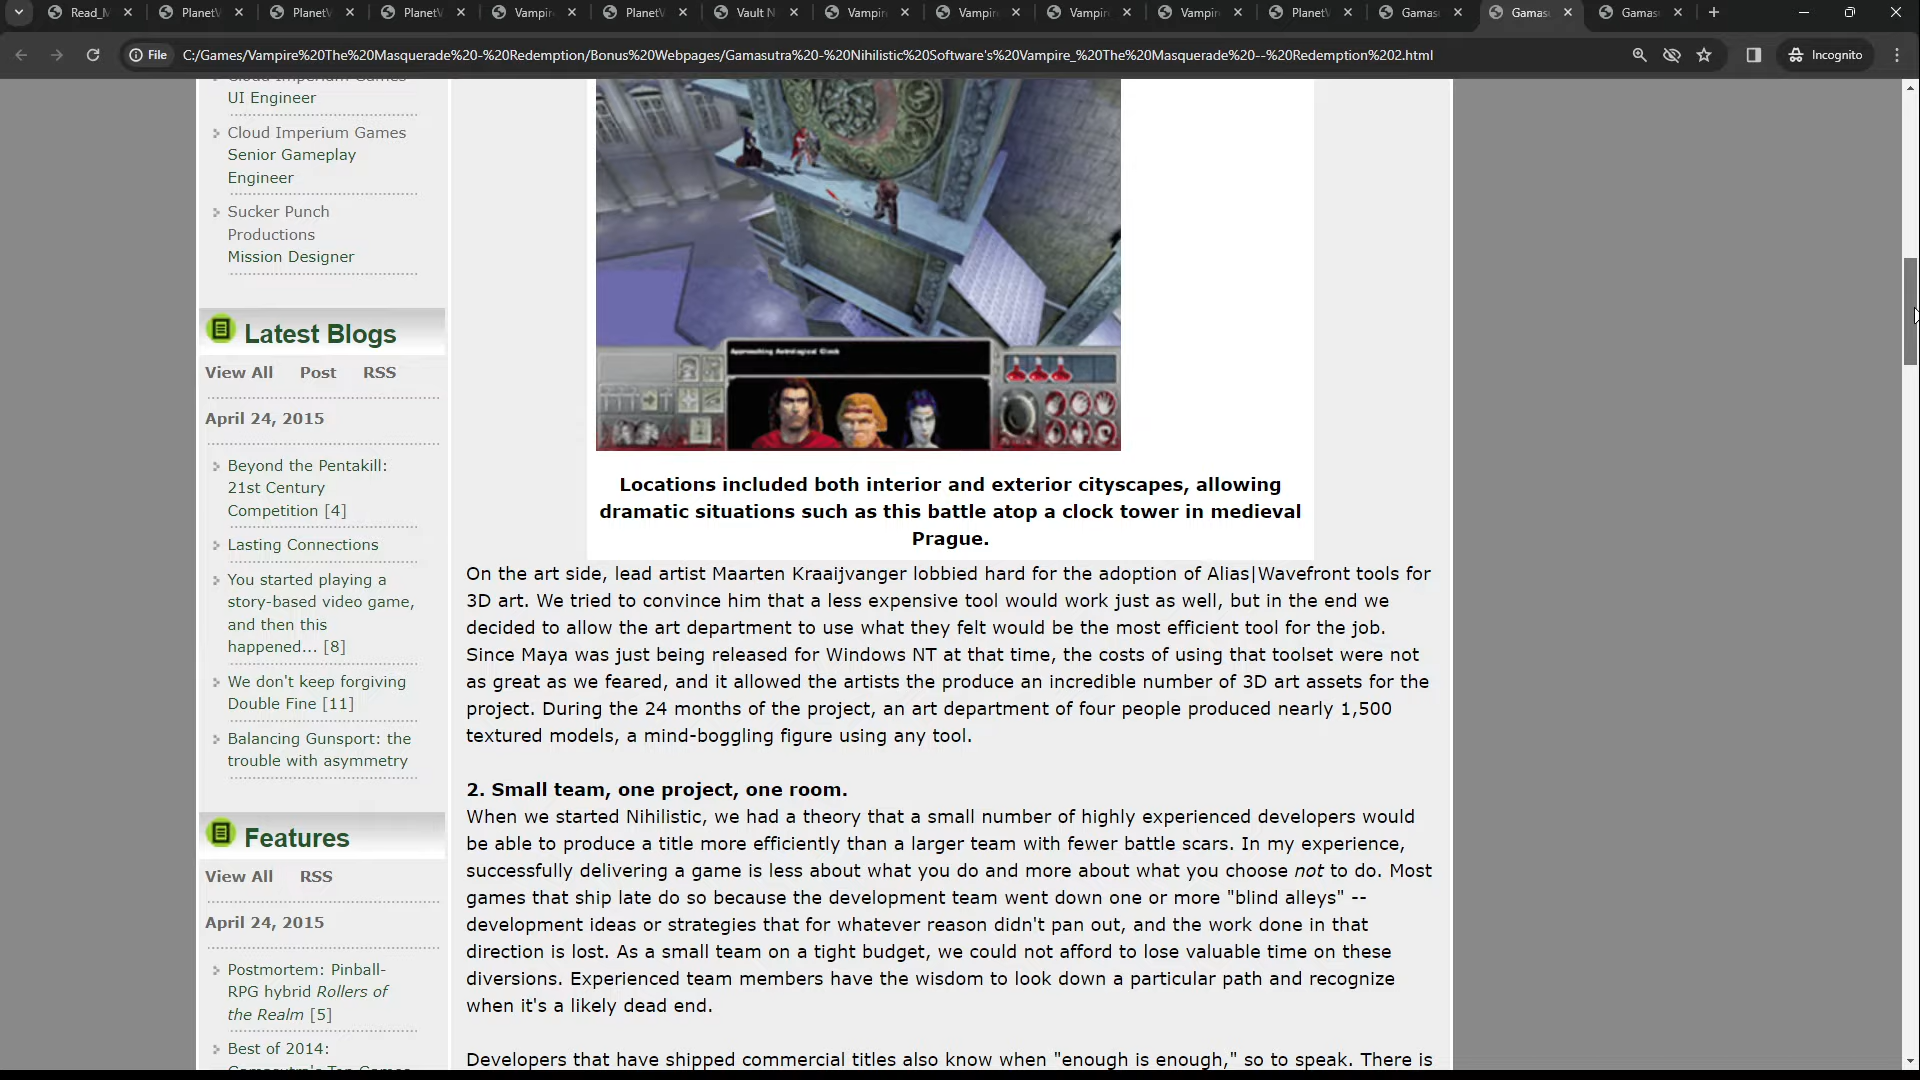 Read_M
PlanetV
PlanetV
PlanetV
Vampir
PlanetV
Vault N
Vampir
Vampir
Vampir
Vampir
PlanetV
Gamas
Gamas
Gamas
File
C:/Games/Vampire%20The%20Masquerade%20-%20Redemption/Bonus%20Webpages/Gamasutra%20-%20Nihilistic%20Software's%20Vampire_%20The%20Masquerade%20--%20Redemption%202.html
Incognito
Cloud Imperium Games
UI Engineer
Cloud Imperium Games
Senior Gameplay
Engineer
Sucker Punch
Productions
Mission Designer
Latest Blogs
View All Post RSS
April 24, 2015
Beyond the Pentakill:
21st Century
Competition [4]
Lasting Connections
You started playing a
story-based video game,
and then this
happened... [8]
We don't keep forgiving
Double Fine [11]
Balancing Gunsport: the
trouble with asymmetry
Features
View All RSS
April 24, 2015
Postmortem: Pinball-
RPG hybrid Rollers of
the Realm [5]
Best of 2014:
Gamasutra's Top Games
Approaching Astrological Clock
Locations included both interior and exterior cityscapes, allowing
dramatic situations such as this battle atop a clock tower in medieval
Prague.
On the art side, lead artist Maarten Kraaijvanger lobbied hard for the adoption of Alias|Wavefront tools for
3D art. We tried to convince him that a less expensive tool would work just as well, but in the end we
decided to allow the art department to use what they felt would be the most efficient tool for the job.
Since Maya was just being released for Windows NT at that time, the costs of using that toolset were not
as great as we feared, and it allowed the artists the produce an incredible number of 3D art assets for the
project. During the 24 months of the project, an art department of four people produced nearly 1,500
textured models, a mind-boggling figure using any tool.
2. Small team, one project, one room.
When we started Nihilistic, we had a theory that a small number of highly experienced developers would
be able to produce a title more efficiently than a larger team with fewer battle scars. In my experience,
successfully delivering a game is less about what you do and more about what you choose not to do. Most
games that ship late do so because the development team went down one or more "blind alleys" --
development ideas or strategies that for whatever reason didn't pan out, and the work done in that
direction is lost. As a small team on a tight budget, we could not afford to lose valuable time on these
diversions. Experienced team members have the wisdom to look down a particular path and recognize
when it's a likely dead end.
Developers that have shipped commercial titles also know when "enough is enough," so to speak. There is